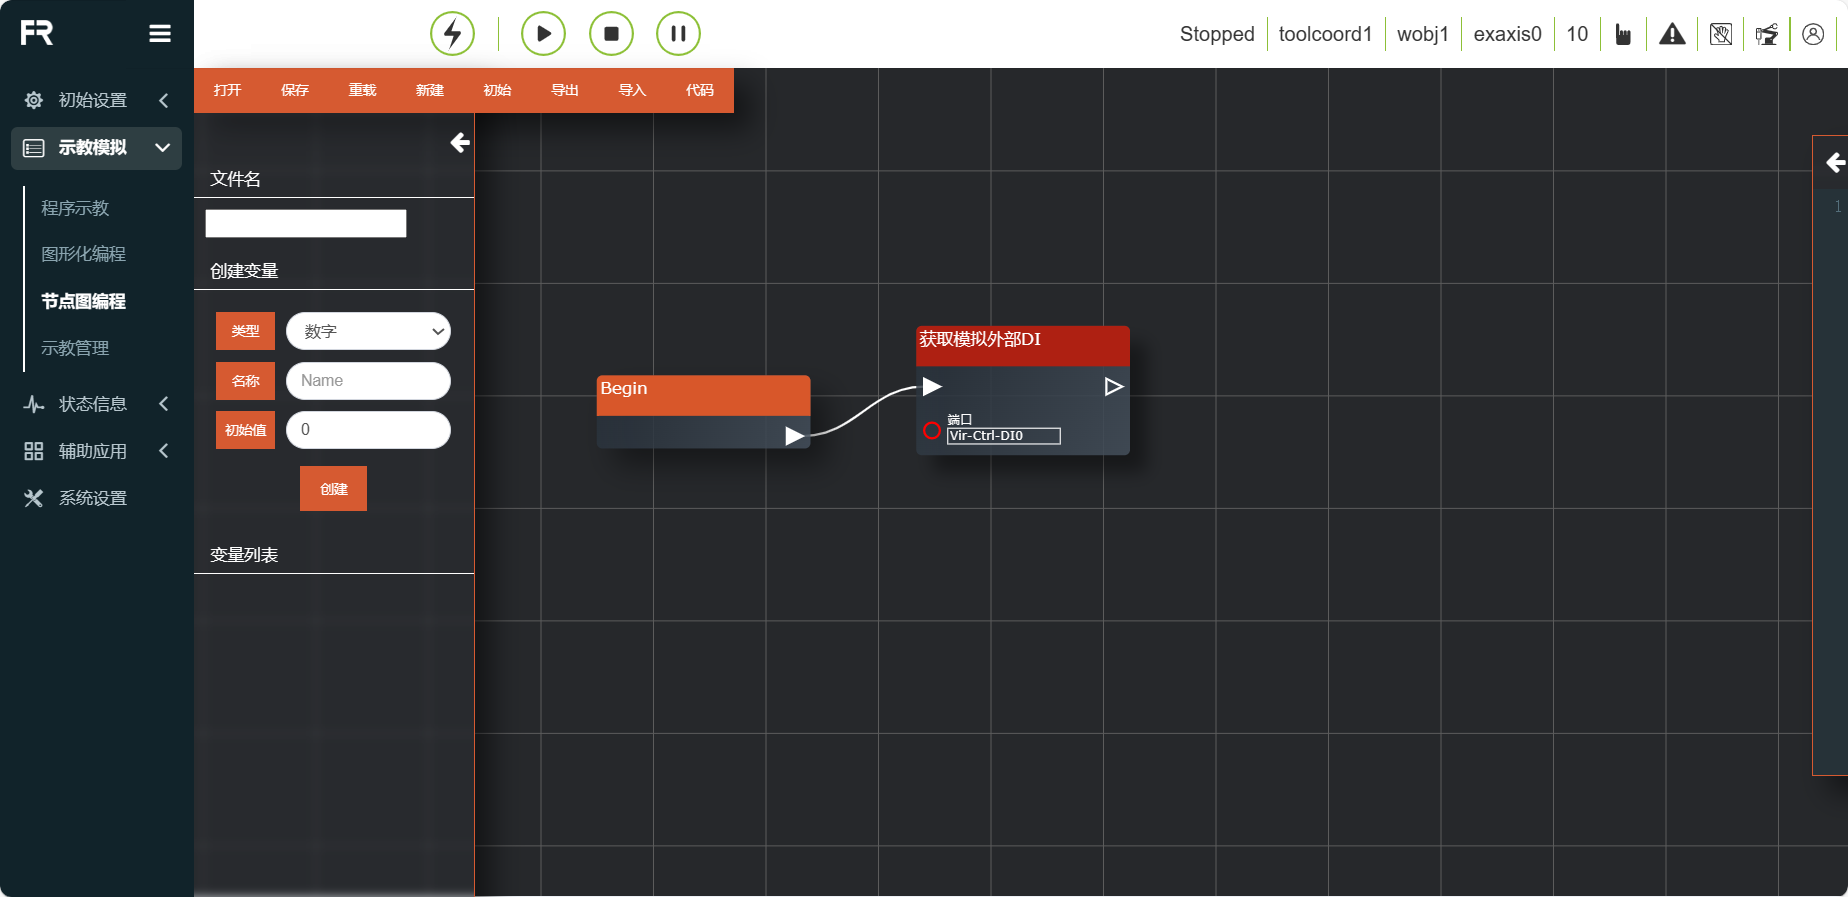 FR
Stopped toolcoord1 wobj1 exaxis0 10
打开 保存 重载 新建 初始 导出 导入 代码
初始设置
示教模拟
程序示教
图形化编程
节点图编程
示教管理
状态信息
辅助应用
系统设置
文件名
创建变量
类型 数字
名称 Name
初始值 0
创建
变量列表
Begin
获取模拟外部DI
端口
Vir-Ctrl-DI0
1